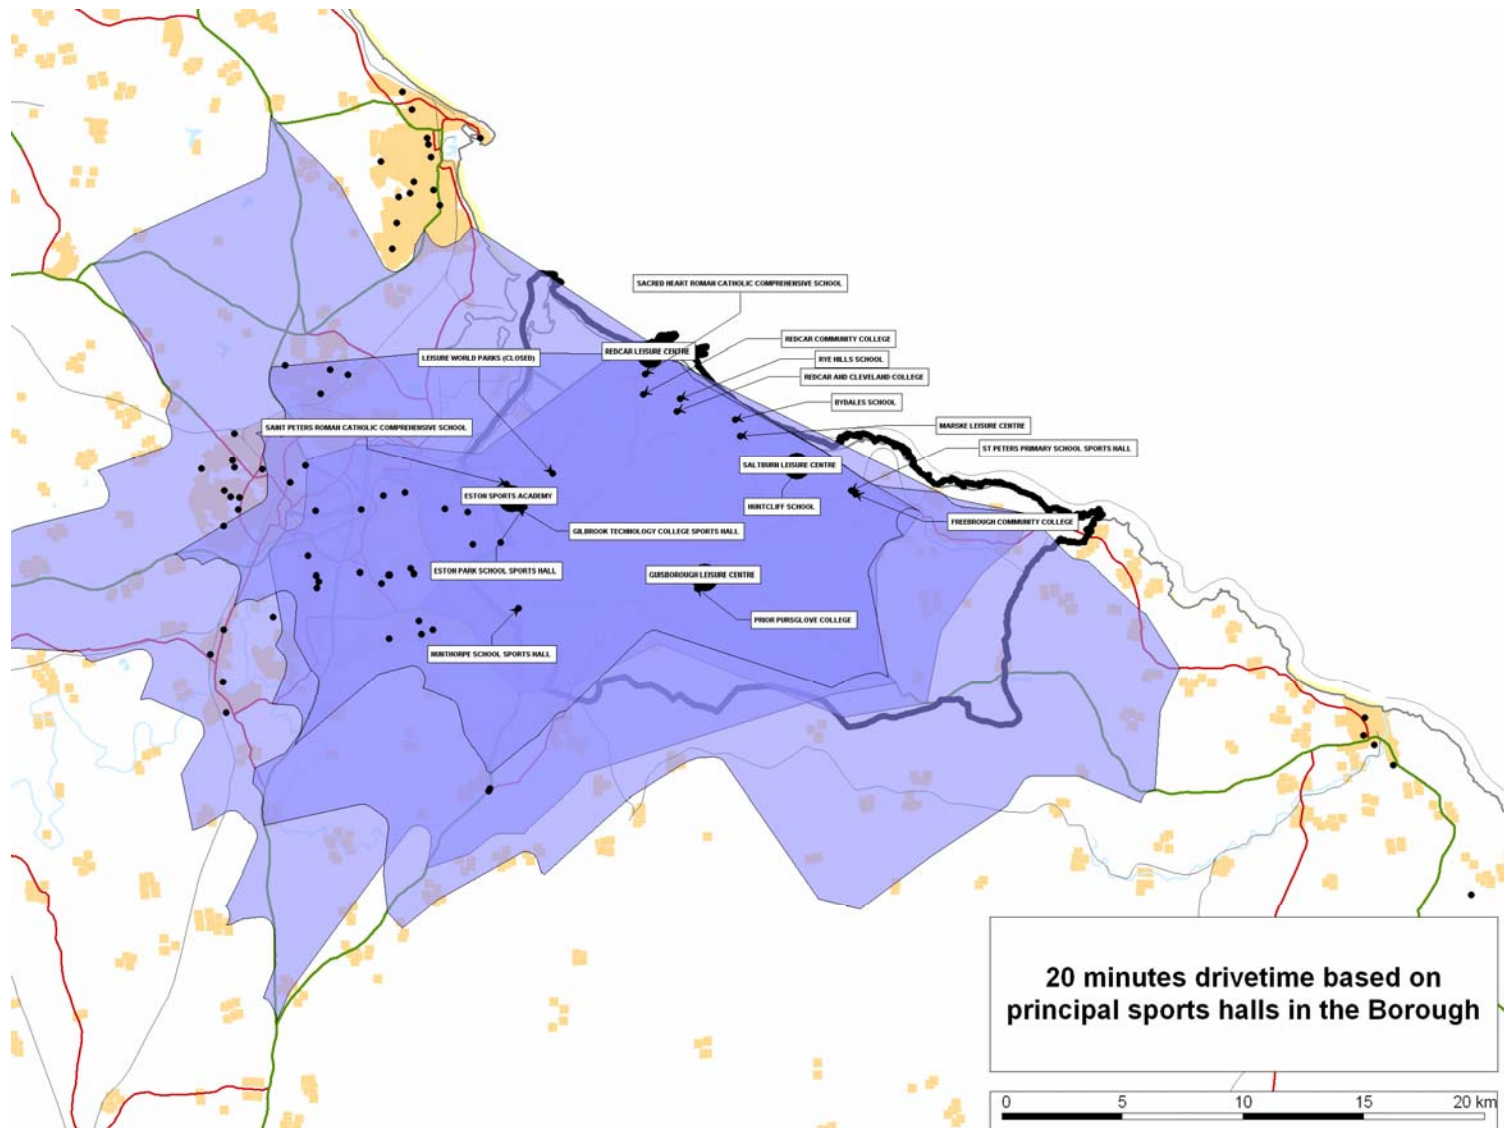 SACRED HEART ROMAN CATHOLIC COMPREHENSIVE SCHOOL
REDCAR COMMUNITY COLLEGE
REDCAR LEISURE CENTRE
LEISURE WORLD PARKS (CLOSED)
RYE HILLS SCHOOL
REDCAR AND CLEVELAND COLLEGE
BYDALES SCHOOL
SAINT PETERS ROMAN CATHOLIC COMPREHENSIVE SCHOOL
MARSKE LEISURE CENTRE
ST PETERS PRIMARY SCHOOL SPORTS HALL
SALTBURN LEISURE CENTRE
ESTON SPORTS ACADEMY
HUNTCLIFF SCHOOL
FREEBROUGH COMMUNITY COLLEGE
GILBROOK TECHNOLOGY COLLEGE SPORTS HALL
ESTON PARK SCHOOL SPORTS HALL
GUISBOROUGH LEISURE CENTRE
PRIOR PURSGLOVE COLLEGE
NUNTHORPE SCHOOL SPORTS HALL
20 minutes drivetime based on
principal sports halls in the Borough
0 5 10 15 20 km